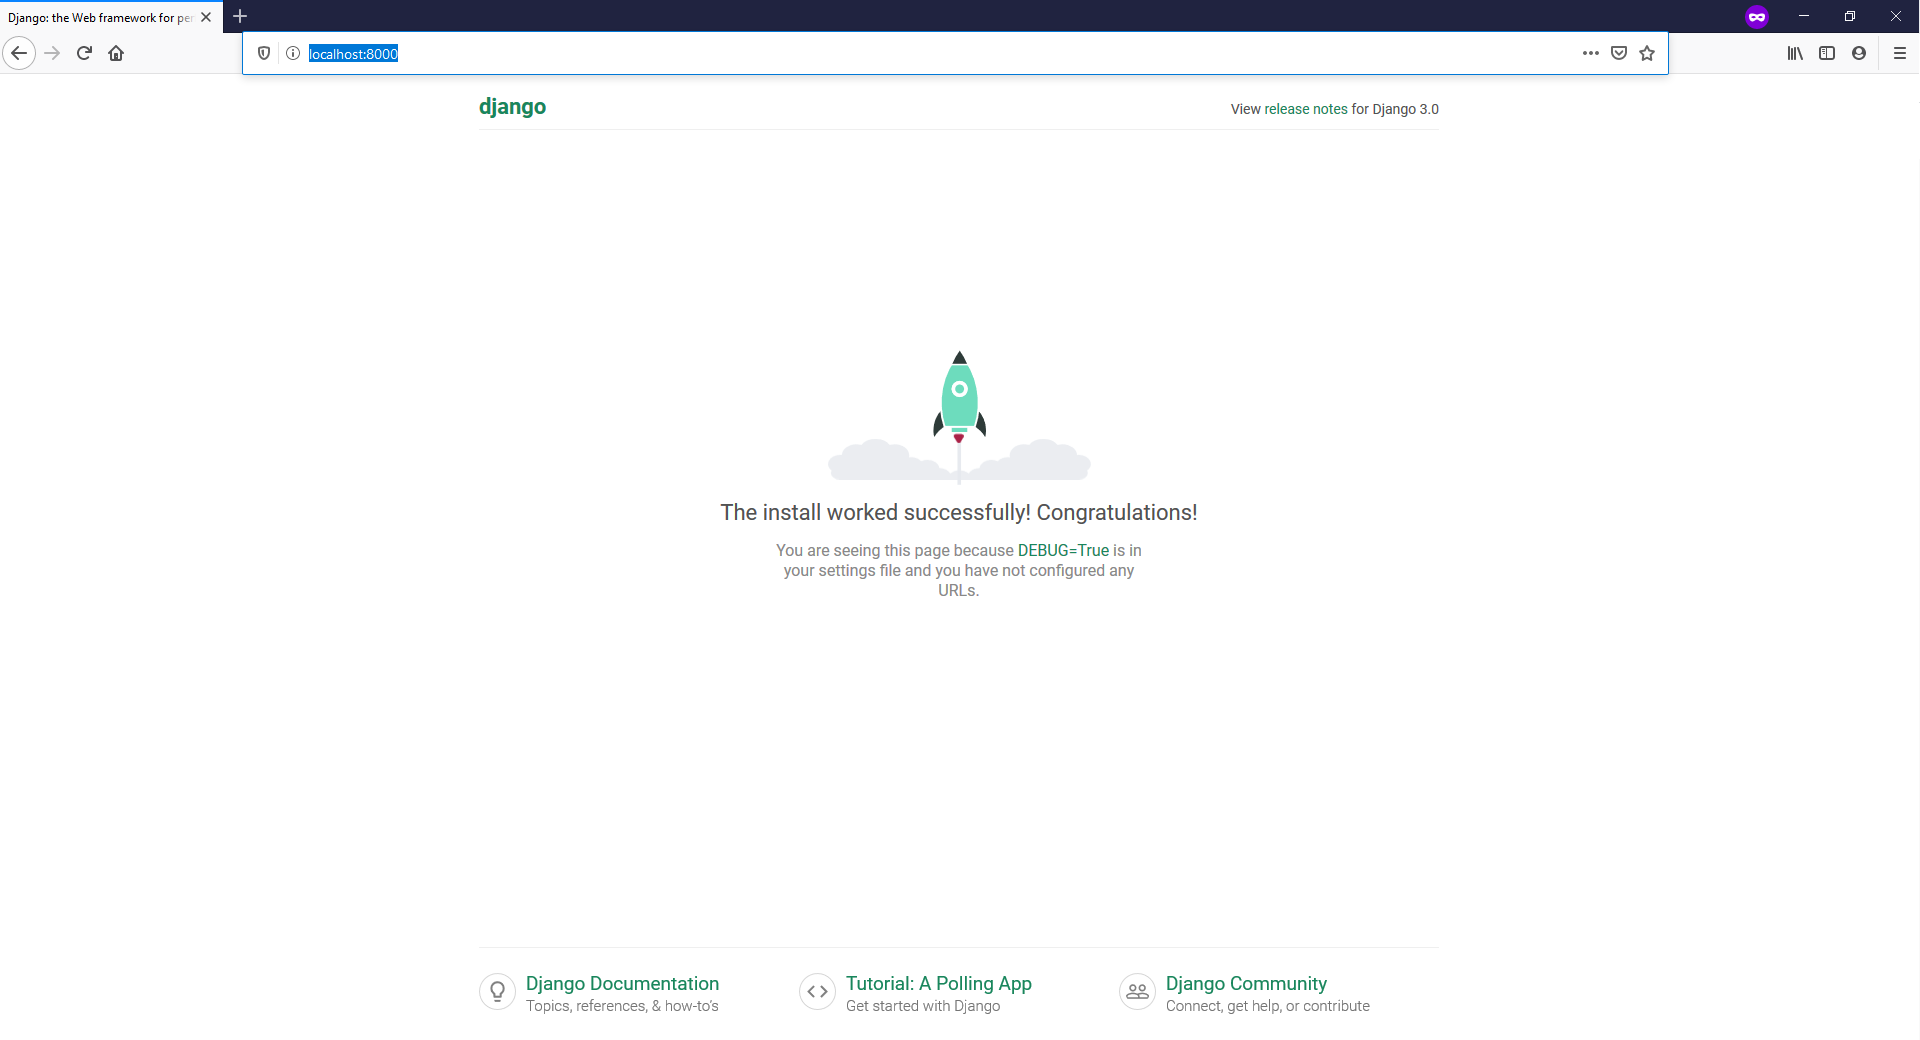 Django: the Web framework for per
localhost:8000
django
View release notes for Django 3.0
The install worked successfully! Congratulations!
You are seeing this page because DEBUG=True is in
your settings file and you have not configured any
URLs.
Django Documentation
Topics, references, & how-to's
Tutorial: A Polling App
Get started with Django
Django Community
Connect, get help, or contribute